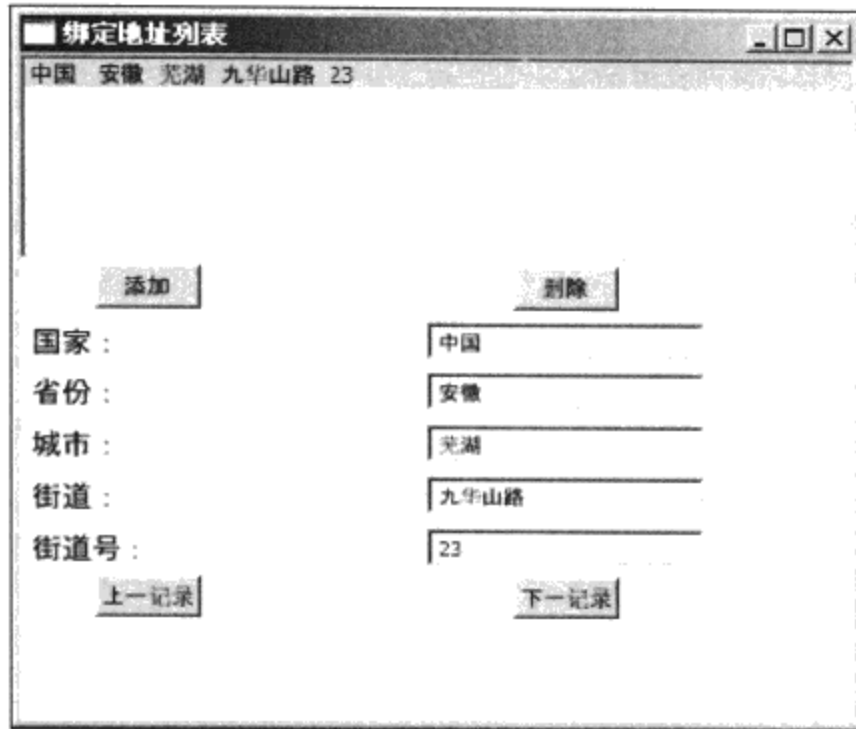 绑定地址列表
中国 安徽 芜湖 九华山路 23
添加 删除
国家： 中国
省份： 安徽
城市： 芜湖
街道： 九华山路
街道号： 23
上一记录 下一记录